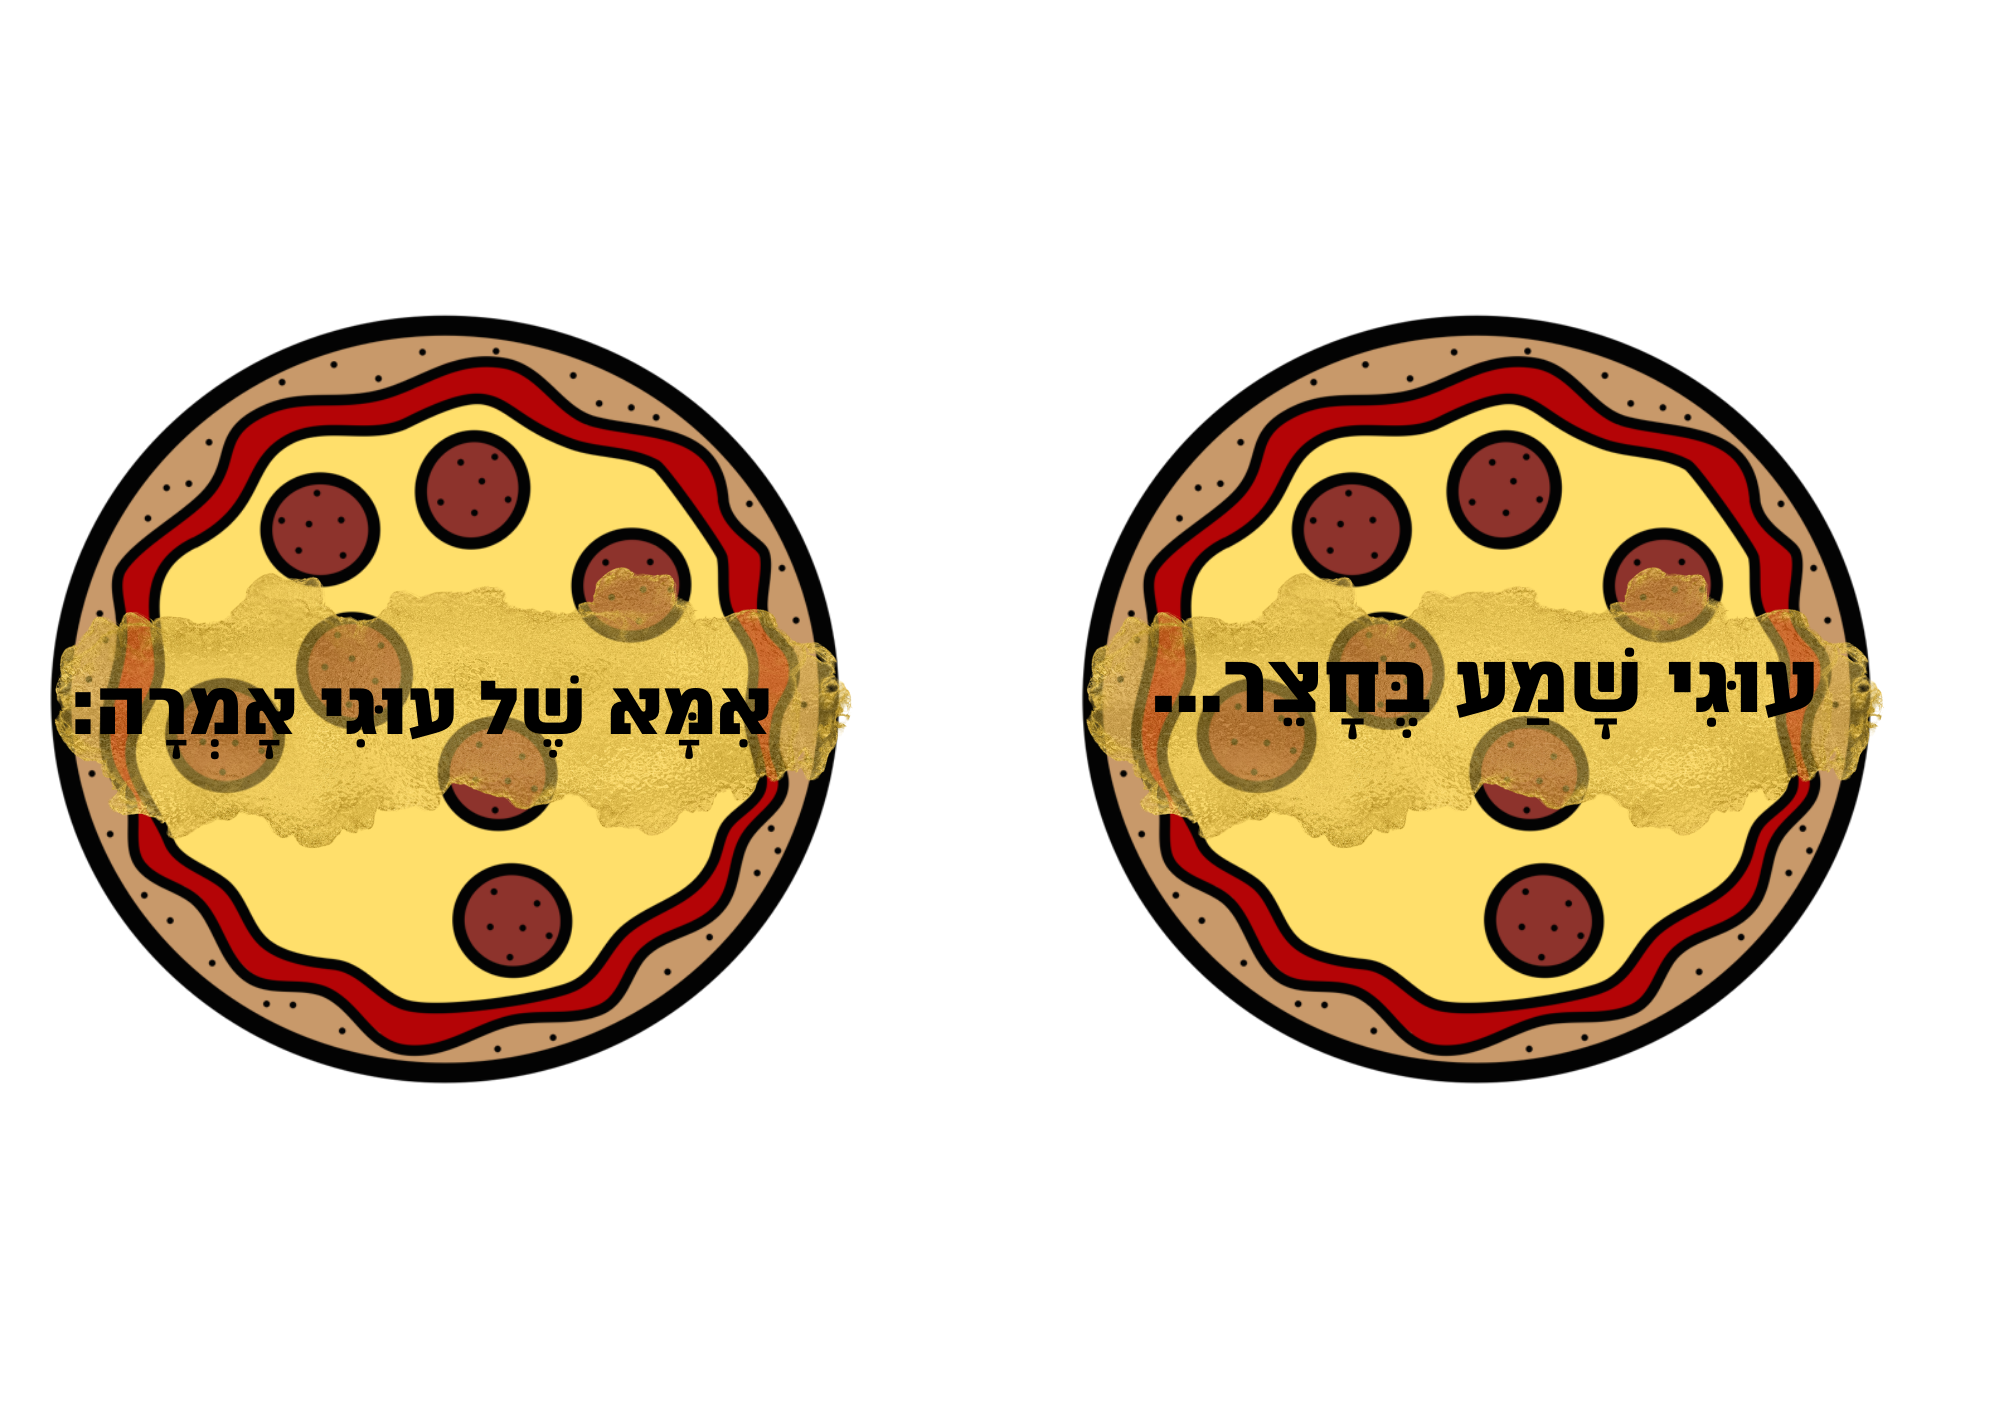 עוּגִי שָׁמַע בֶּחָצֵר...
אִמָּא שֶׁל עוּגִי אָמְרָה: